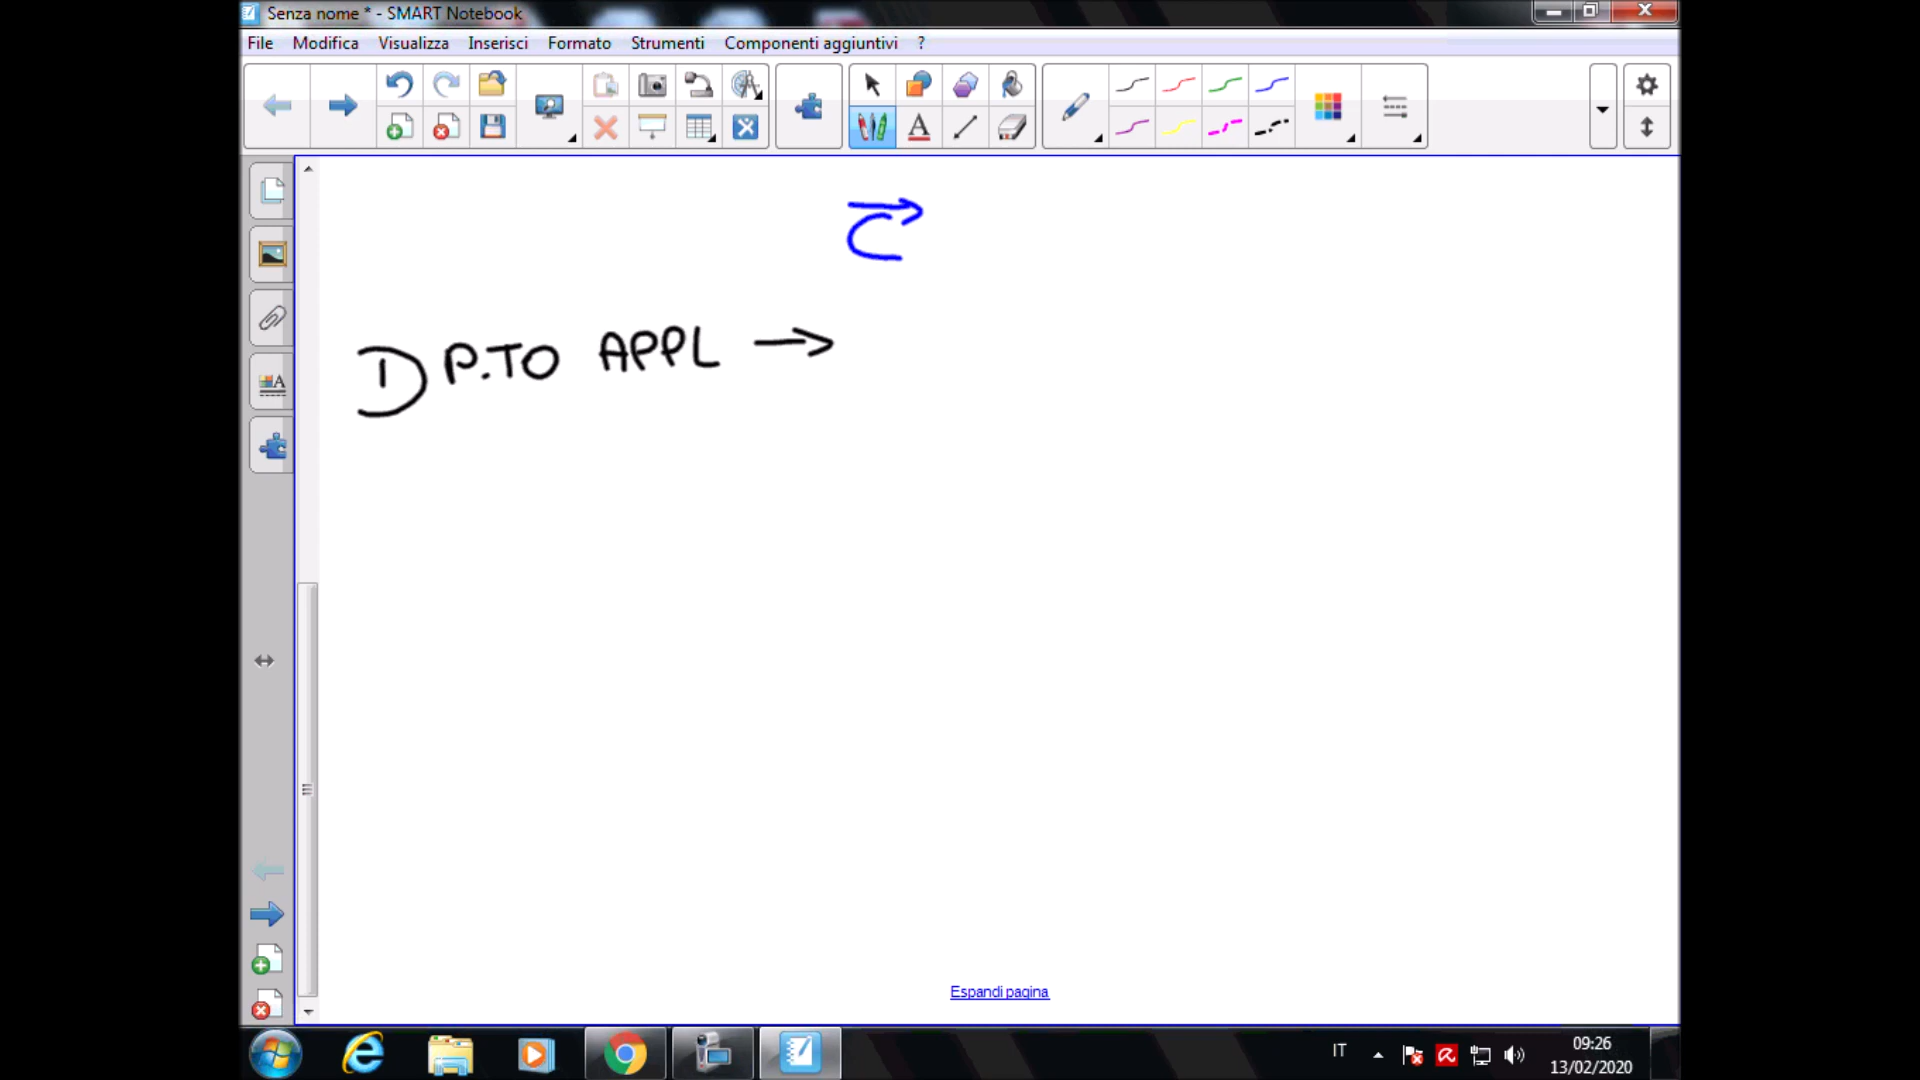 Senza nome * - SMART Notebook
File Modifica Visualizza Inserisci Formato Strumenti Componenti aggiuntivi ?
C
1) P.TO APPL →
Espandi pagina
IT
09:26
13/02/2020